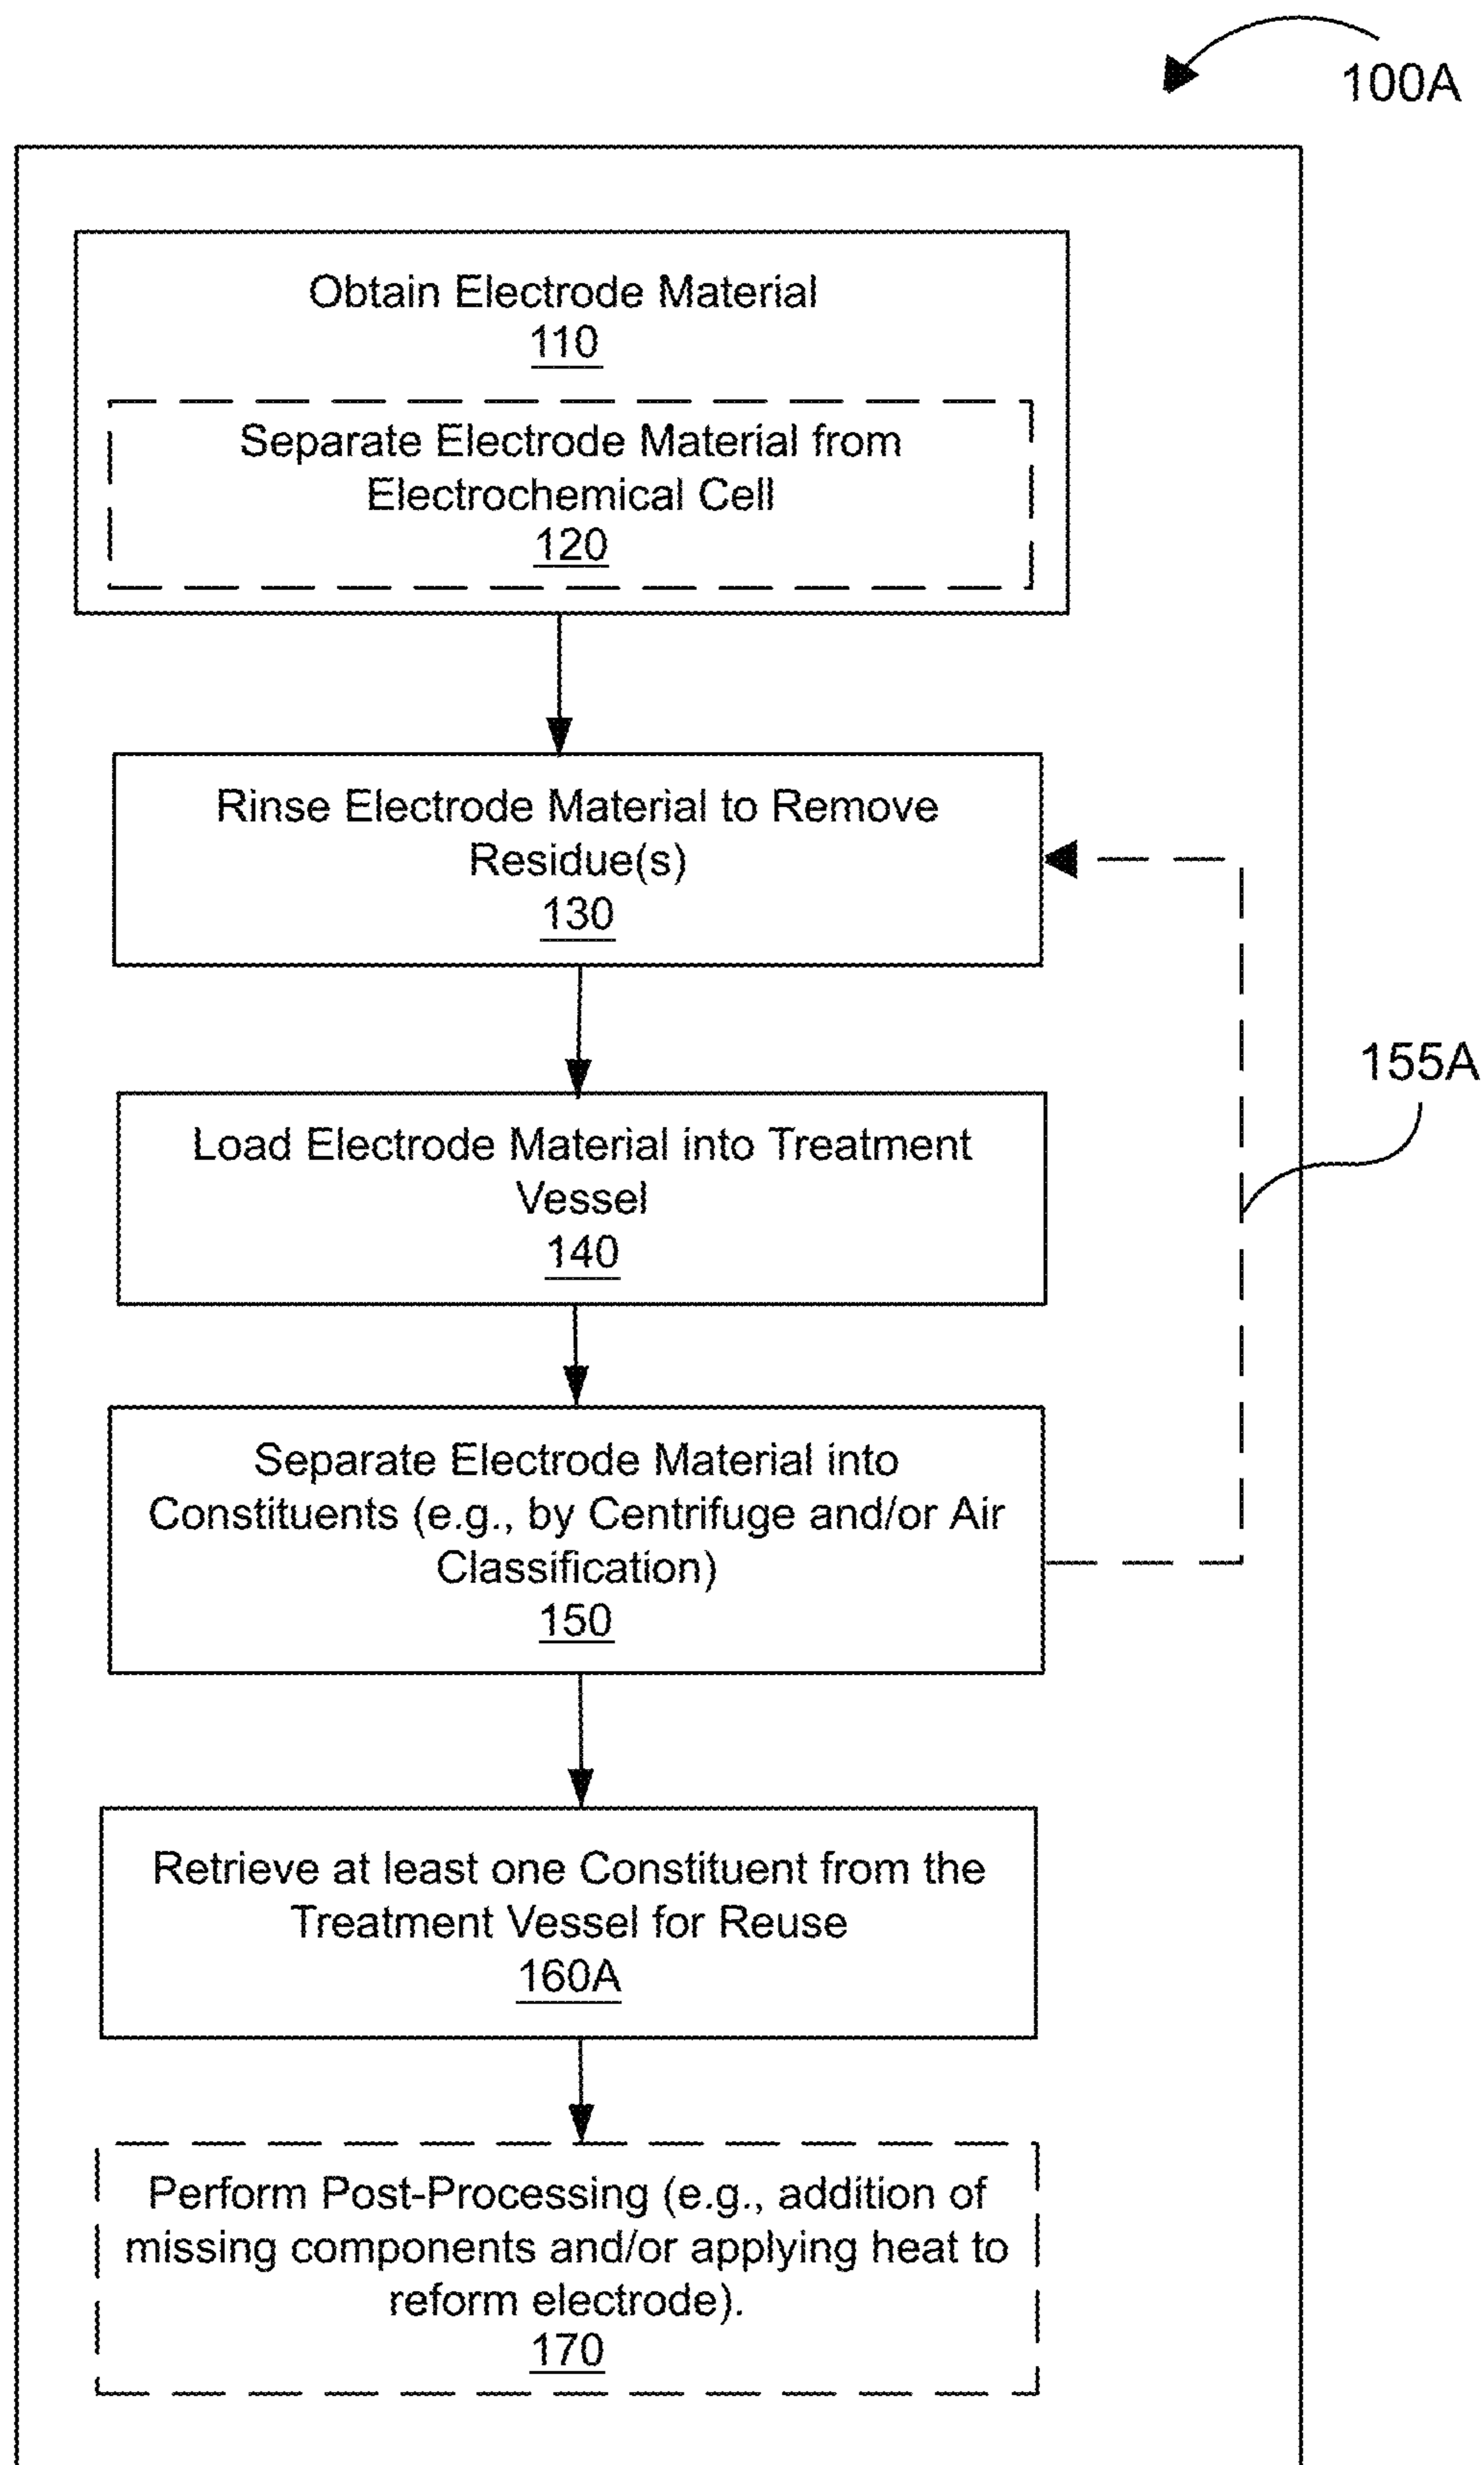 100A
Obtain Electrode Material
110
Separate Electrode Material from
Electrochemical Cell
120
Rinse Electrode Material to Remove
Residue(s)
130
155A
Load Electrode Material into Treatment
Vessel
140
Separate Electrode Material into
Constituents (e.g., by Centrifuge and/or Air
Classification)
150
Retrieve at least one Constituent from the
Treatment Vessel for Reuse
160A
Perform Post-Processing (e.g., addition of
missing components and/or applying heat to
reform electrode).
170